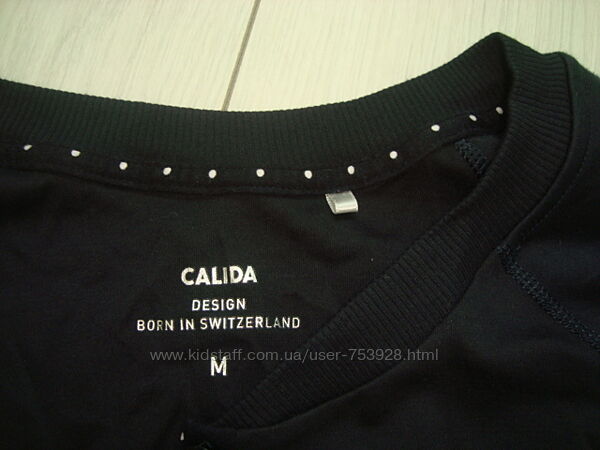 CALIDA
DESIGN
BORN IN SWITZERLAND
www.kidstaff.com.ua/user-753928.html
M